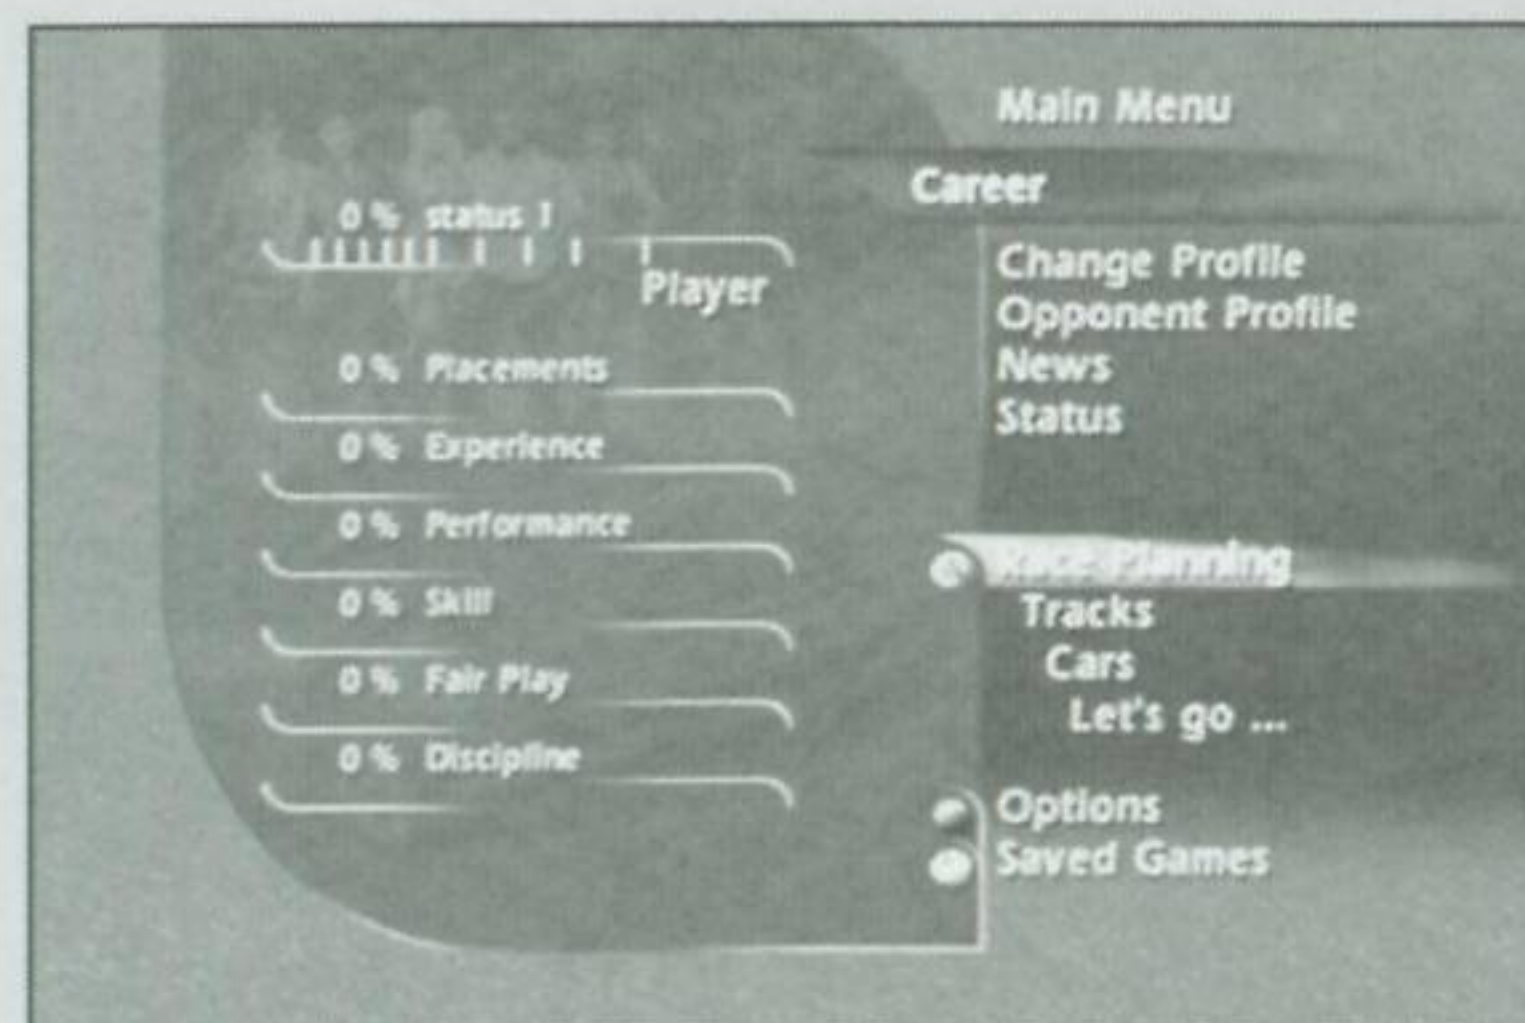 0 % status 1
Player
0 % Placements
0 % Experience
0 % Performance
0 % Skill
0 % Fair Play
0 % Discipline
Main Menu
Career
Change Profile
Opponent Profile
News
Status
Race Planning
Tracks
Cars
Let's go ...
Options
Saved Games